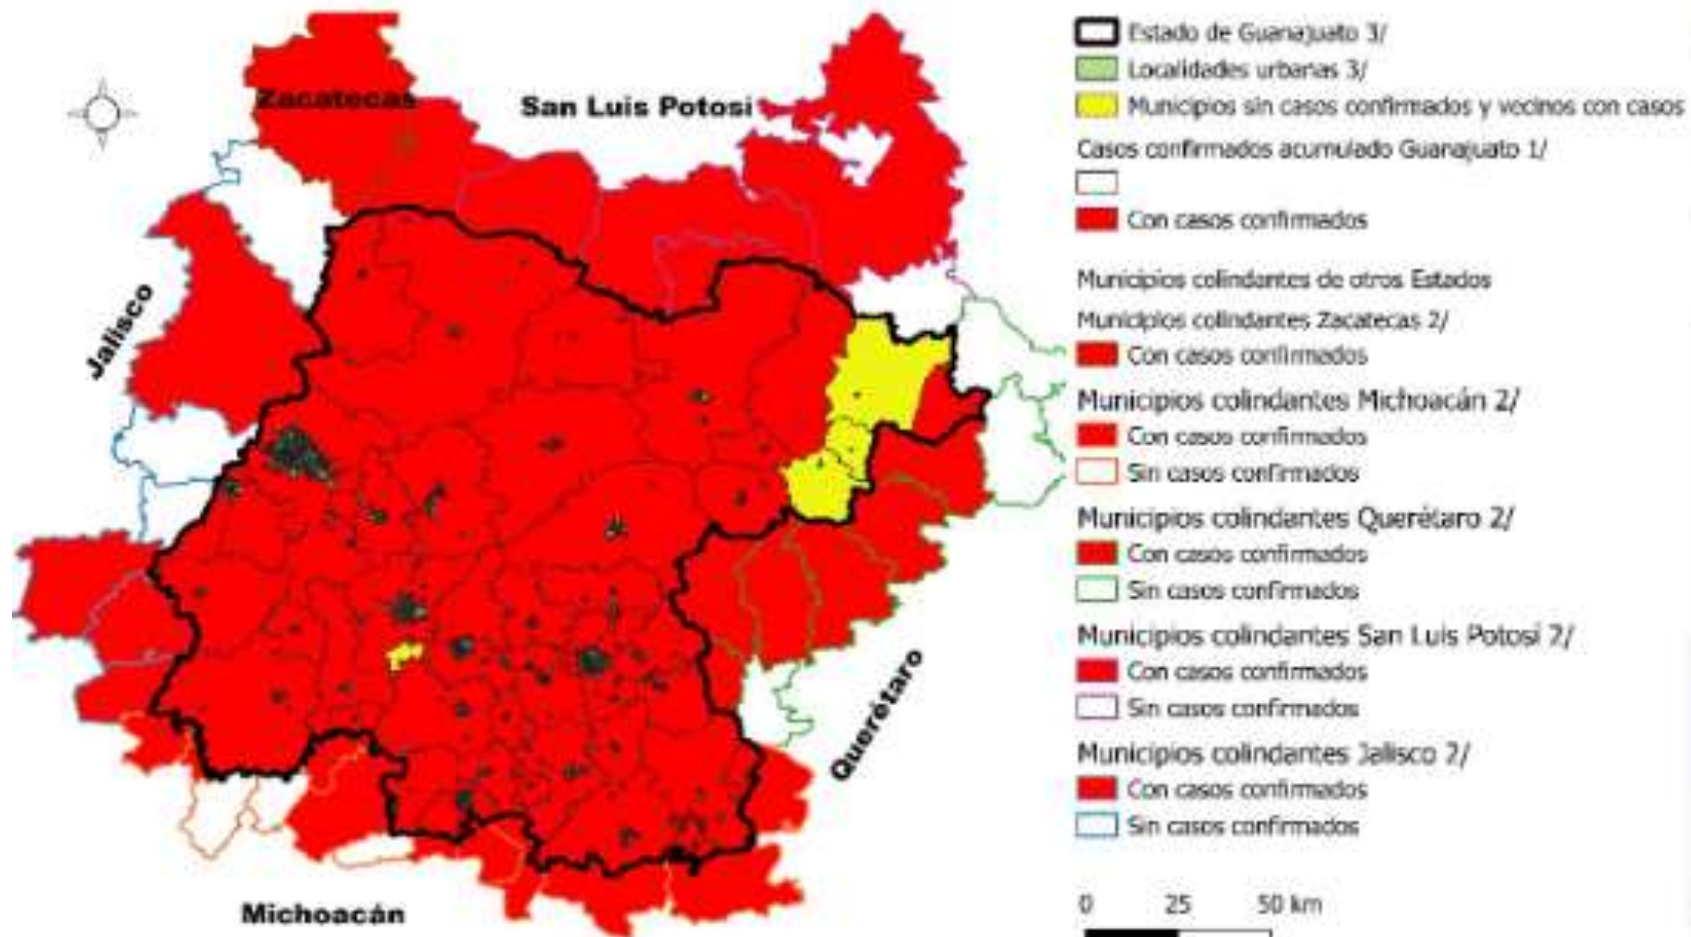 Zacatecas
San Luis Potosí
Jalisco
Querétaro
Michoacán
Estado de Guanajuato 3/
Localidades urbanas 3/
Municipios sin casos confirmados y vecinos con casos
Casos confirmados acumulado Guanajuato 1/
Con casos confirmados
Municipios colindantes de otros Estados
Municipios colindantes Zacatecas 2/
Con casos confirmados
Municipios colindantes Michoacán 2/
Con casos confirmados
Sin casos confirmados
Municipios colindantes Querétaro 2/
Con casos confirmados
Sin casos confirmados
Municipios colindantes San Luis Potosí 2/
Con casos confirmados
Sin casos confirmados
Municipios colindantes Jalisco 2/
Con casos confirmados
Sin casos confirmados
0 25 50 km